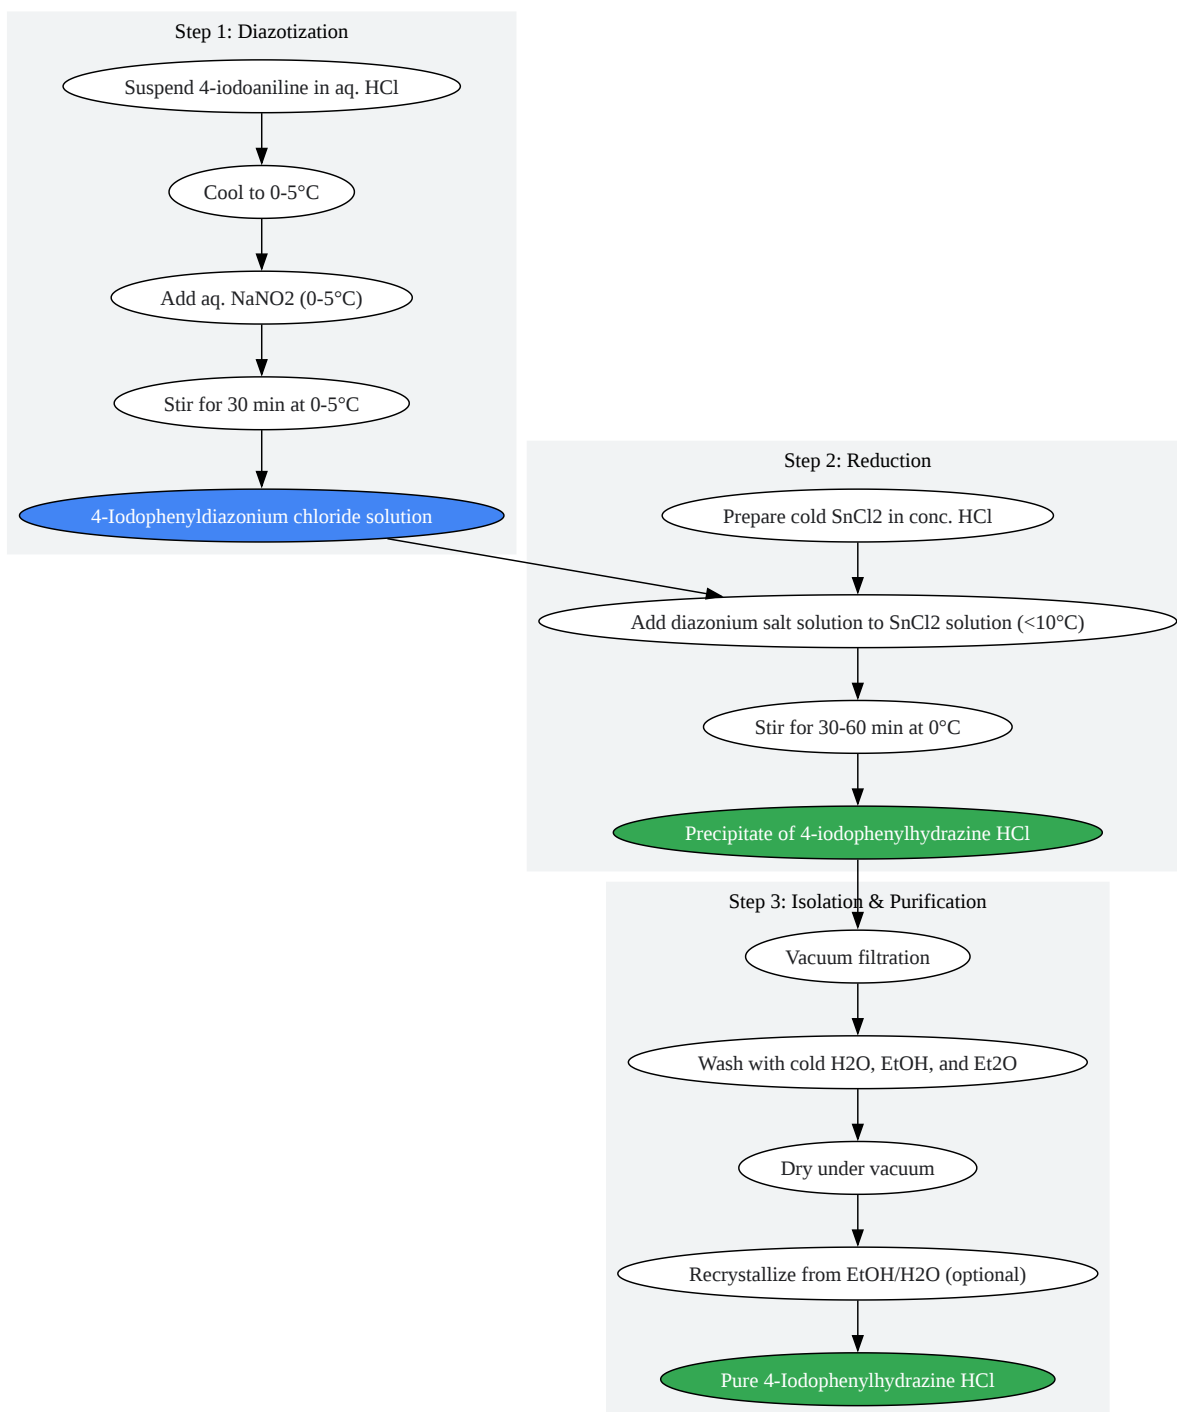 Step 1: Diazotization
Suspend 4-iodoaniline in aq. HCl
Cool to 0-5°C
Add aq. NaNO2 (0-5°C)
Stir for 30 min at 0-5°C
4-Iodophenyldiazonium chloride solution
Step 2: Reduction
Prepare cold SnCl2 in conc. HCl
Add diazonium salt solution to SnCl2 solution (<10°C)
Stir for 30-60 min at 0°C
Precipitate of 4-iodophenylhydrazine HCl
Step 3: Isolation & Purification
Vacuum filtration
Wash with cold H2O, EtOH, and Et2O
Dry under vacuum
Recrystallize from EtOH/H2O (optional)
Pure 4-Iodophenylhydrazine HCl